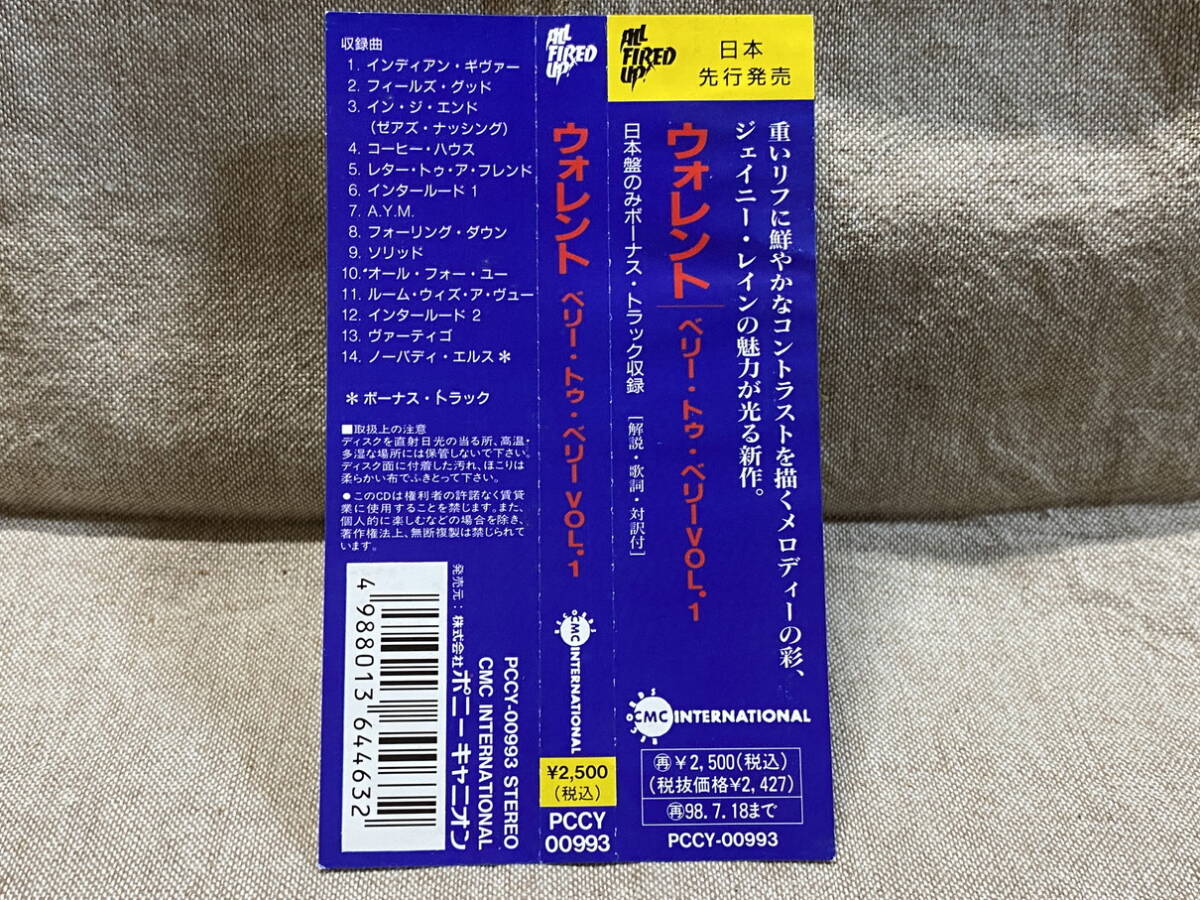 収録曲
1. インディアン・ギヴァー
2. フィールズ・グッド
3. イン・ジ・エンド
(ゼアズ・ナッシング)
4. コーヒー・ハウス
5. レター・トゥ・ア・フレンド
6. インタールード 1
7. A.Y.M.
8. フォーリング・ダウン
9. ソリッド
10. オール・フォー・ユー
11. ルーム・ウィズ・ア・ヴュー
12. インタールード 2
13. ヴァーティゴ
14. ノーバディ・エルス*
*ボーナス・トラック
■取扱上の注意
ディスクを直射日光の当る所、高温・
多湿な場所には保管しないで下さい。
ディスク面に付着した汚れ、ほこりは
柔らかい布でふきとって下さい。
●このCDは権利者の許諾なく賃貸
業に使用することを禁じます。また、
個人的に楽しむなどの場合を除き、
著作権法上、無断複製は禁じられて
います。
4988013644632
発売元:株式会社ポニーキャニオン
CMC INTERNATIONAL
PCCY-00993 STEREO
ALL FIRED UP!
ウォレント ベリー・トゥ・ベリーVOL.1
CMC INTERNATIONAL
¥2,500
(税込)
PCCY
00993
ALL FIRED UP!
日本
先行発売
重いリフに鮮やかなコントラストを描くメロディーの彩、
ジェイニー・レインの魅力が光る新作。
ウォレント ベリー・トゥ・ベリーVOL.1
日本盤のみボーナス・トラック収録 [解説・歌詞・対訳付]
CMC INTERNATIONAL
再¥2,500(税込)
(税抜価格¥2,427)
再98.7.18まで
PCCY-00993